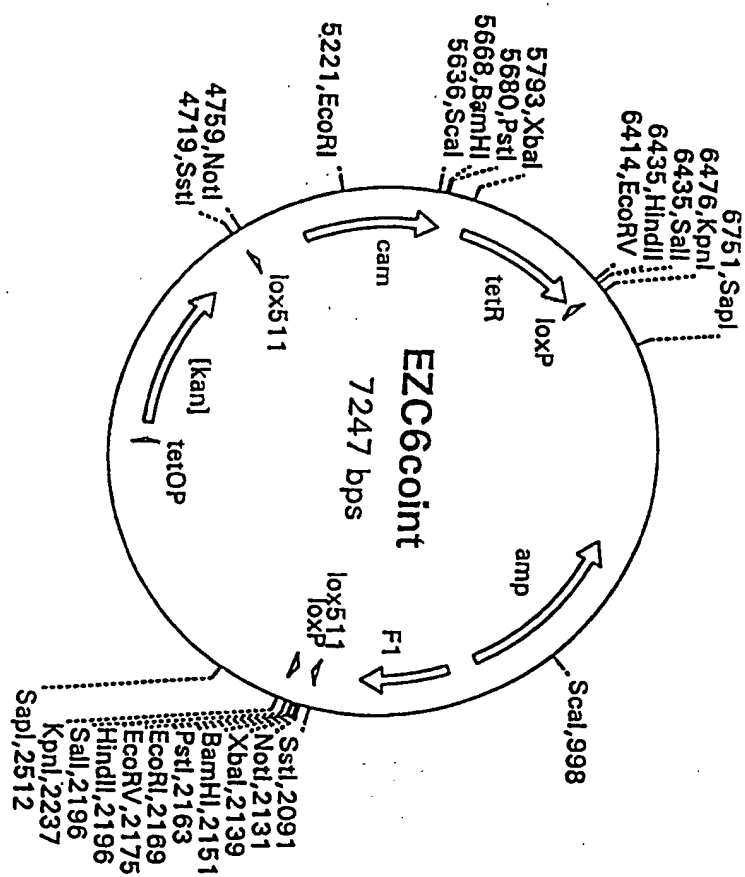 6751,SapI
6476,KpnI
6435,SalI
6435,HindII
6414,EcoRV
5793,XbaI
5680,PstI
5668,BamHI
5636,ScaI
5221,EcoRI
4759,NotI
4719,SstI
ScaI,998
SstI,2091
NotI,2131
XbaI,2139
BamHI,2151
PstI,2163
EcoRI,2169
EcoRV,2175
HindII,2196
SalI,2196
KpnI,2237
SapI,2512
loxP
tetR
cam
lox511
[kan]
tetOP
amp
F1
lox511
loxP
EZC6coint
7247 bps